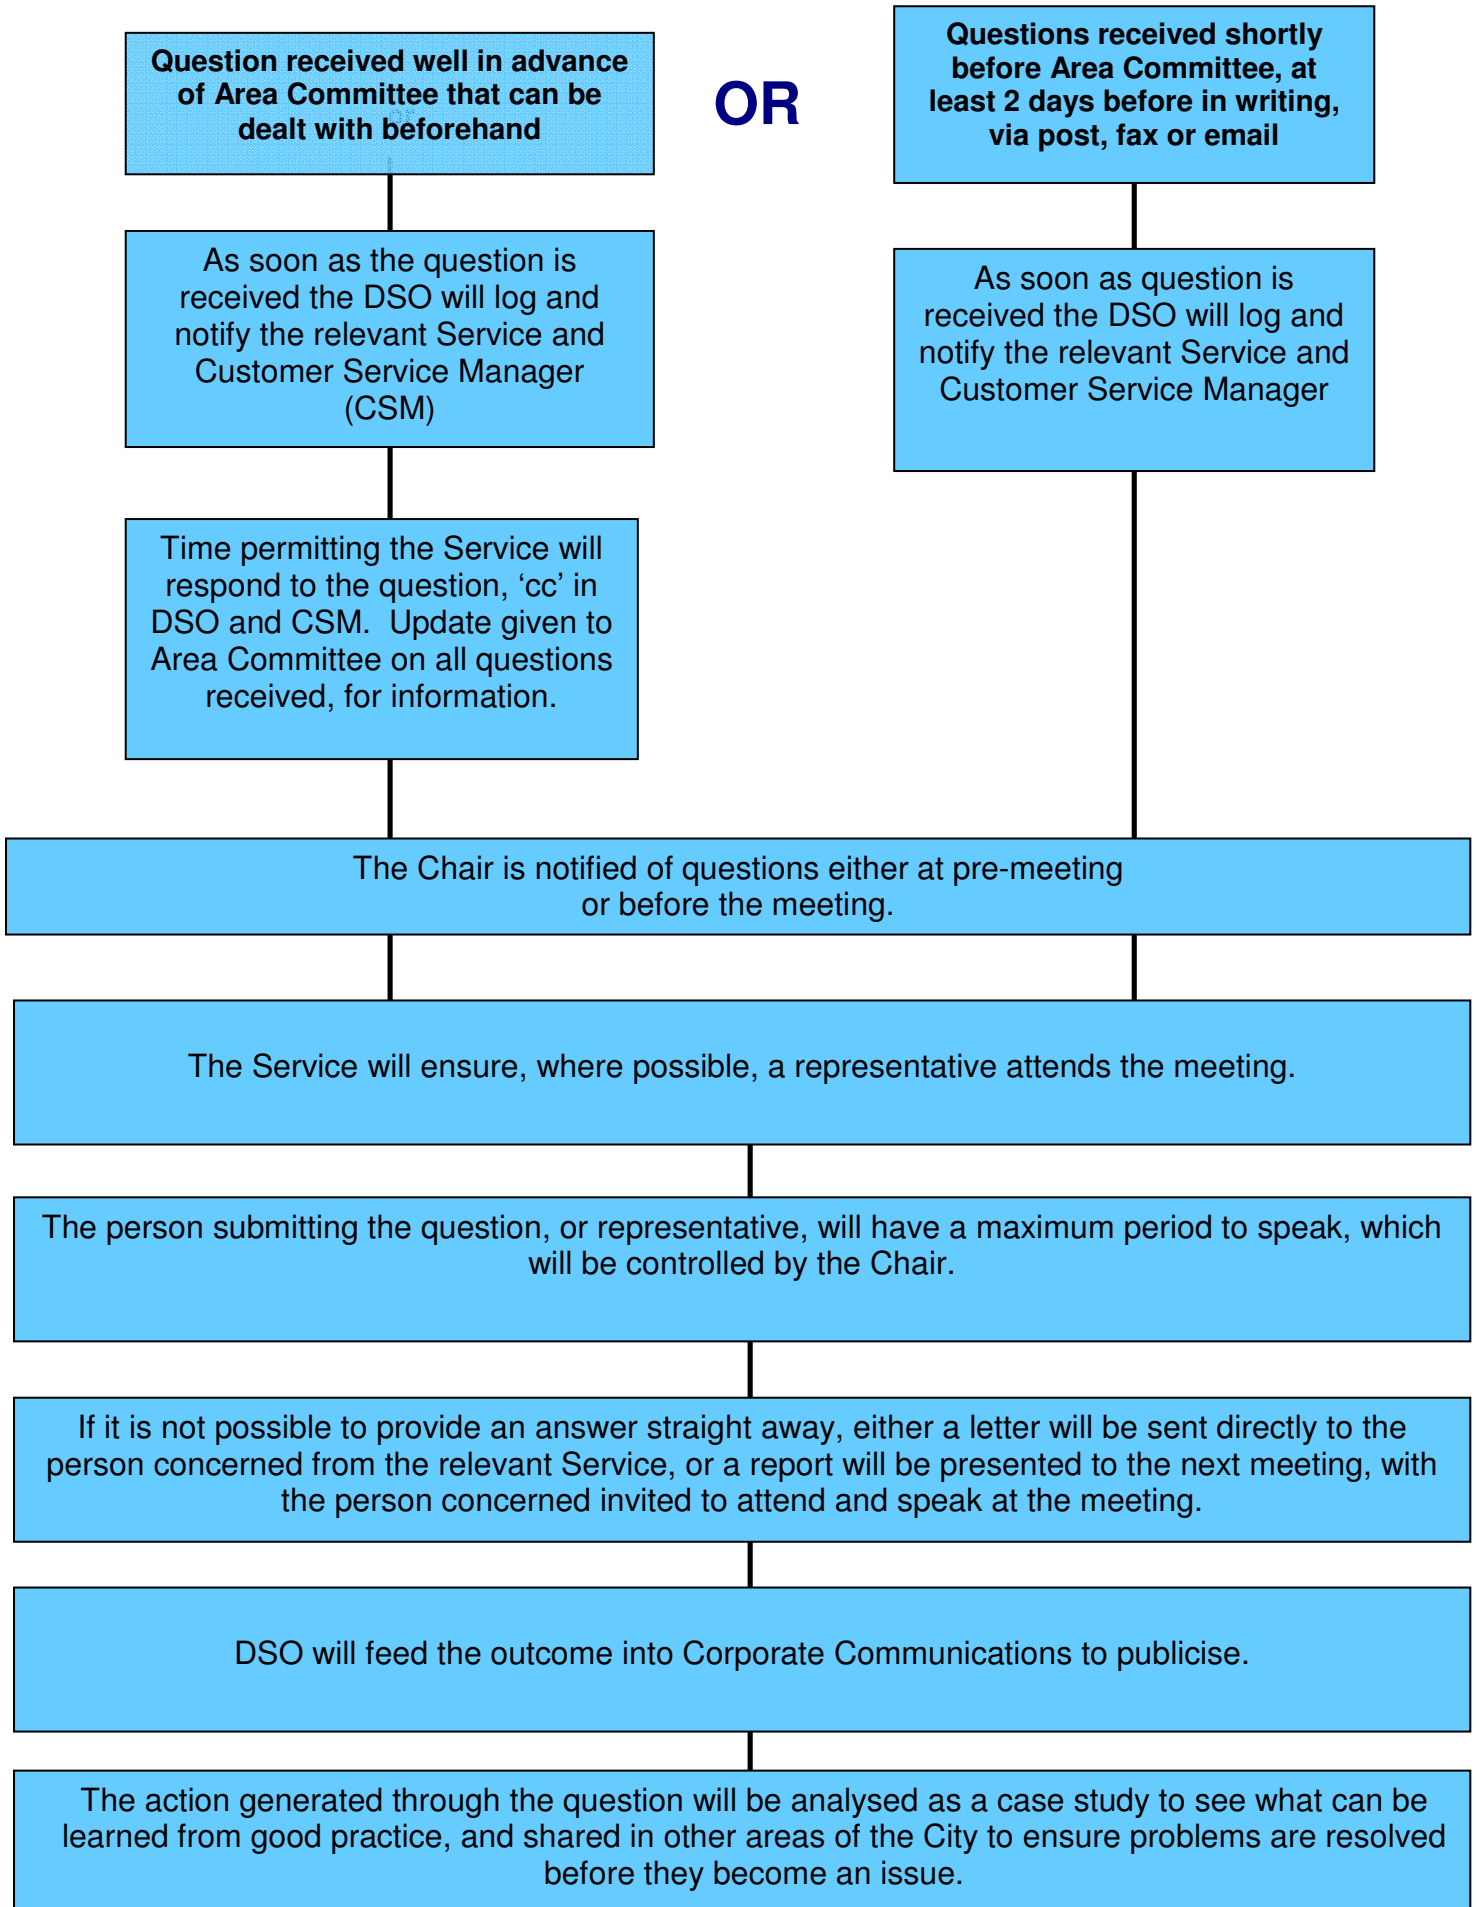 Question received well in advance
of Area Committee that can be
dealt with beforehand
or
OR
Questions received shortly
before Area Committee, at
least 2 days before in writing,
via post, fax or email
As soon as the question is
received the DSO will log and
notify the relevant Service and
Customer Service Manager
(CSM)
As soon as question is
received the DSO will log and
notify the relevant Service and
Customer Service Manager
Time permitting the Service will
respond to the question, ‘cc’ in
DSO and CSM.  Update given to
Area Committee on all questions
received, for information.
The Chair is notified of questions either at pre-meeting
or before the meeting.
The Service will ensure, where possible, a representative attends the meeting.
The person submitting the question, or representative, will have a maximum period to speak, which
will be controlled by the Chair.
If it is not possible to provide an answer straight away, either a letter will be sent directly to the
person concerned from the relevant Service, or a report will be presented to the next meeting, with
the person concerned invited to attend and speak at the meeting.
DSO will feed the outcome into Corporate Communications to publicise.
The action generated through the question will be analysed as a case study to see what can be
learned from good practice, and shared in other areas of the City to ensure problems are resolved
before they become an issue.